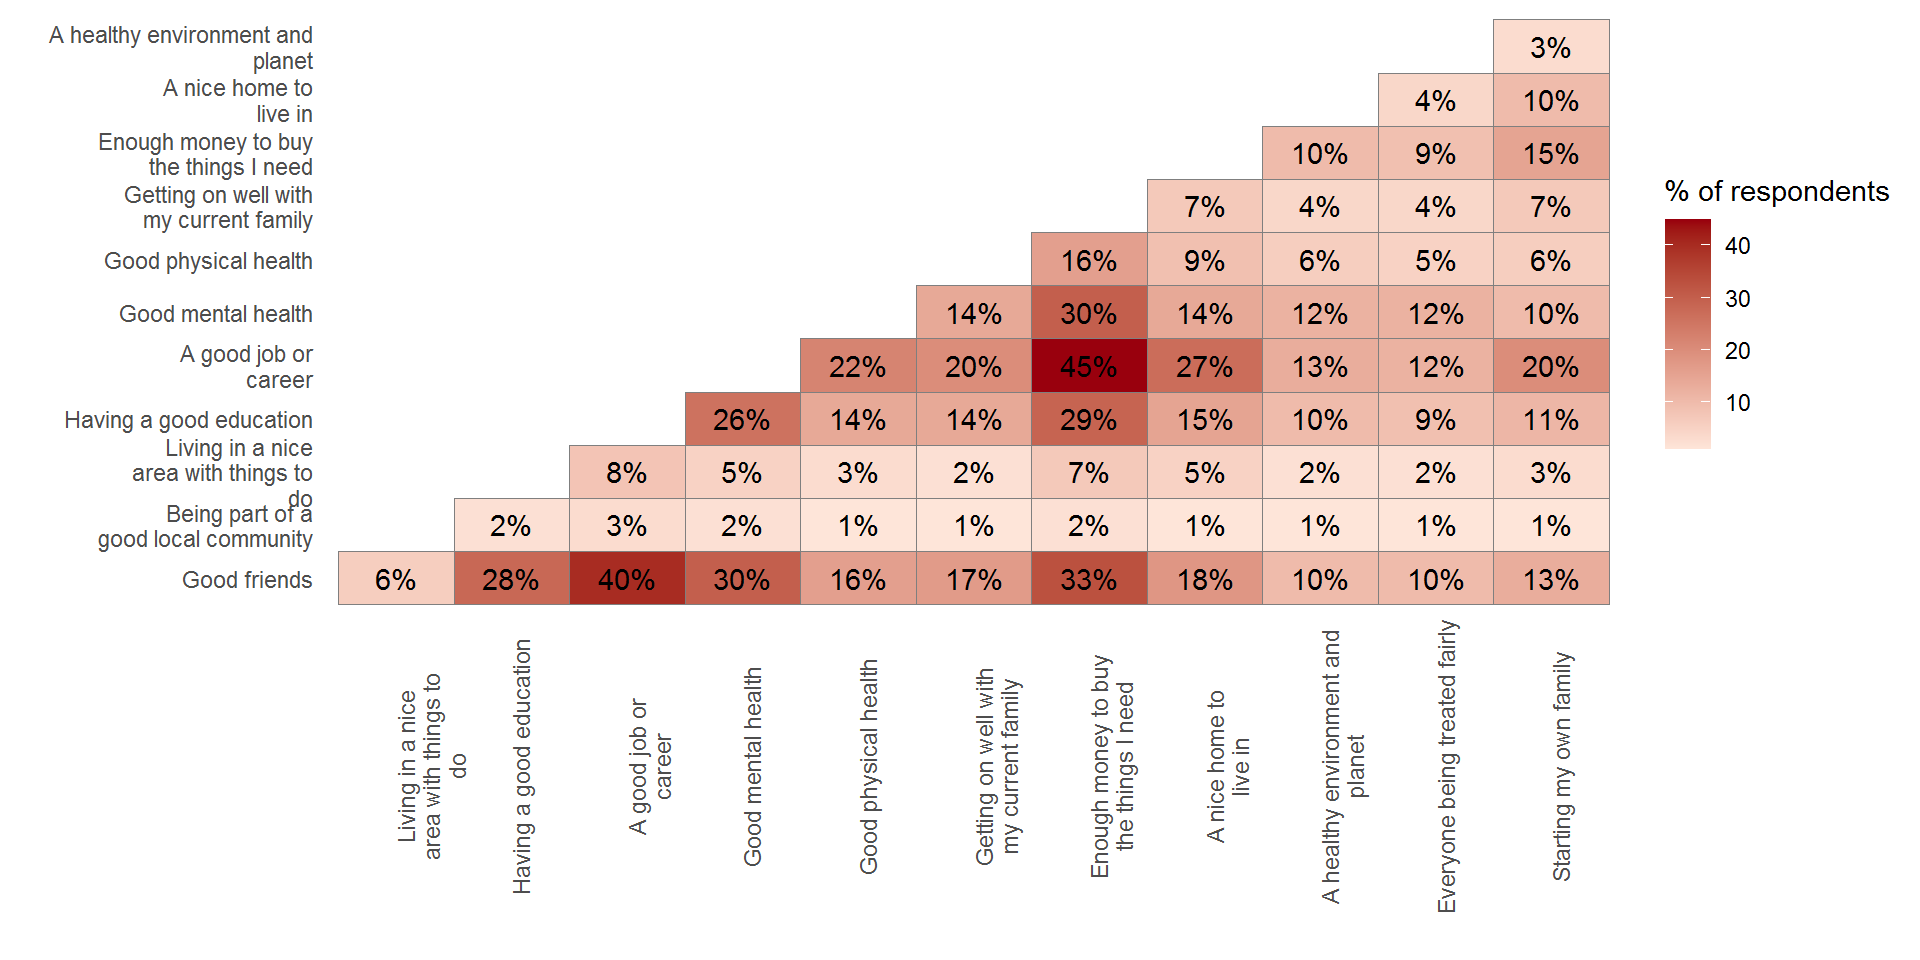 A healthy environment and
planet
3%
A nice home to
live in
4% 10%
Enough money to buy
the things I need
10% 9% 15%
Getting on well with
my current family
7% 4% 4% 7%
Good physical health
16% 9% 6% 5% 6%
Good mental health
14% 30% 14% 12% 12% 10%
A good job or
career
22% 20% 45% 27% 13% 12% 20%
Having a good education
26% 14% 14% 29% 15% 10% 9% 11%
Living in a nice
area with things to
do
8% 5% 3% 2% 7% 5% 2% 2% 3%
Being part of a
good local community
2% 3% 2% 1% 1% 2% 1% 1% 1% 1%
Good friends
6% 28% 40% 30% 16% 17% 33% 18% 10% 10% 13%
Living in a nice
area with things to
do
Having a good education
A good job or
career
Good mental health
Good physical health
Getting on well with
my current family
Enough money to buy
the things I need
A nice home to
live in
A healthy environment and
planet
Everyone being treated fairly
Starting my own family
% of respondents
40
30
20
10